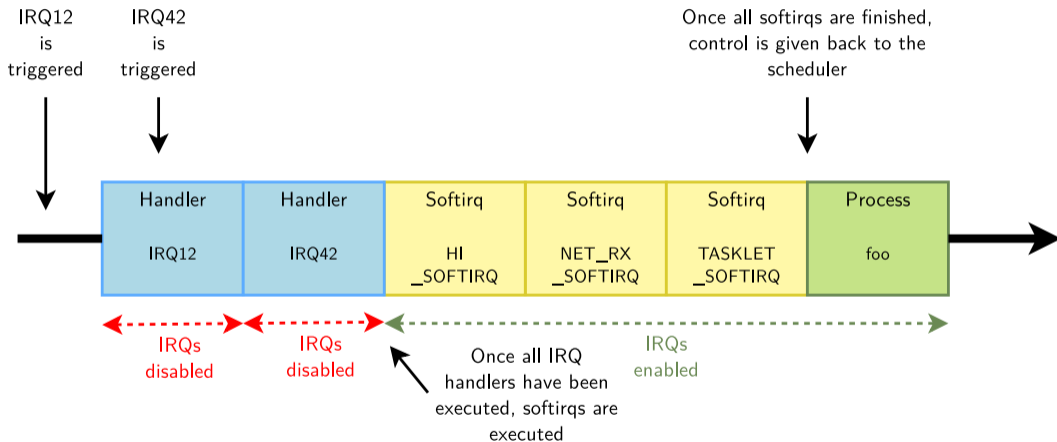 IRQ12
is
triggered
IRQ42
is
triggered
Once all softirqs are finished,
control is given back to the
scheduler
Handler
IRQ12
Handler
IRQ42
Softirq
HI
_SOFTIRQ
Softirq
NET_RX
_SOFTIRQ
Softirq
TASKLET
_SOFTIRQ
Process
foo
IRQs
disabled
IRQs
disabled
Once all IRQ
handlers have been
executed, softirqs are
executed
IRQs
enabled